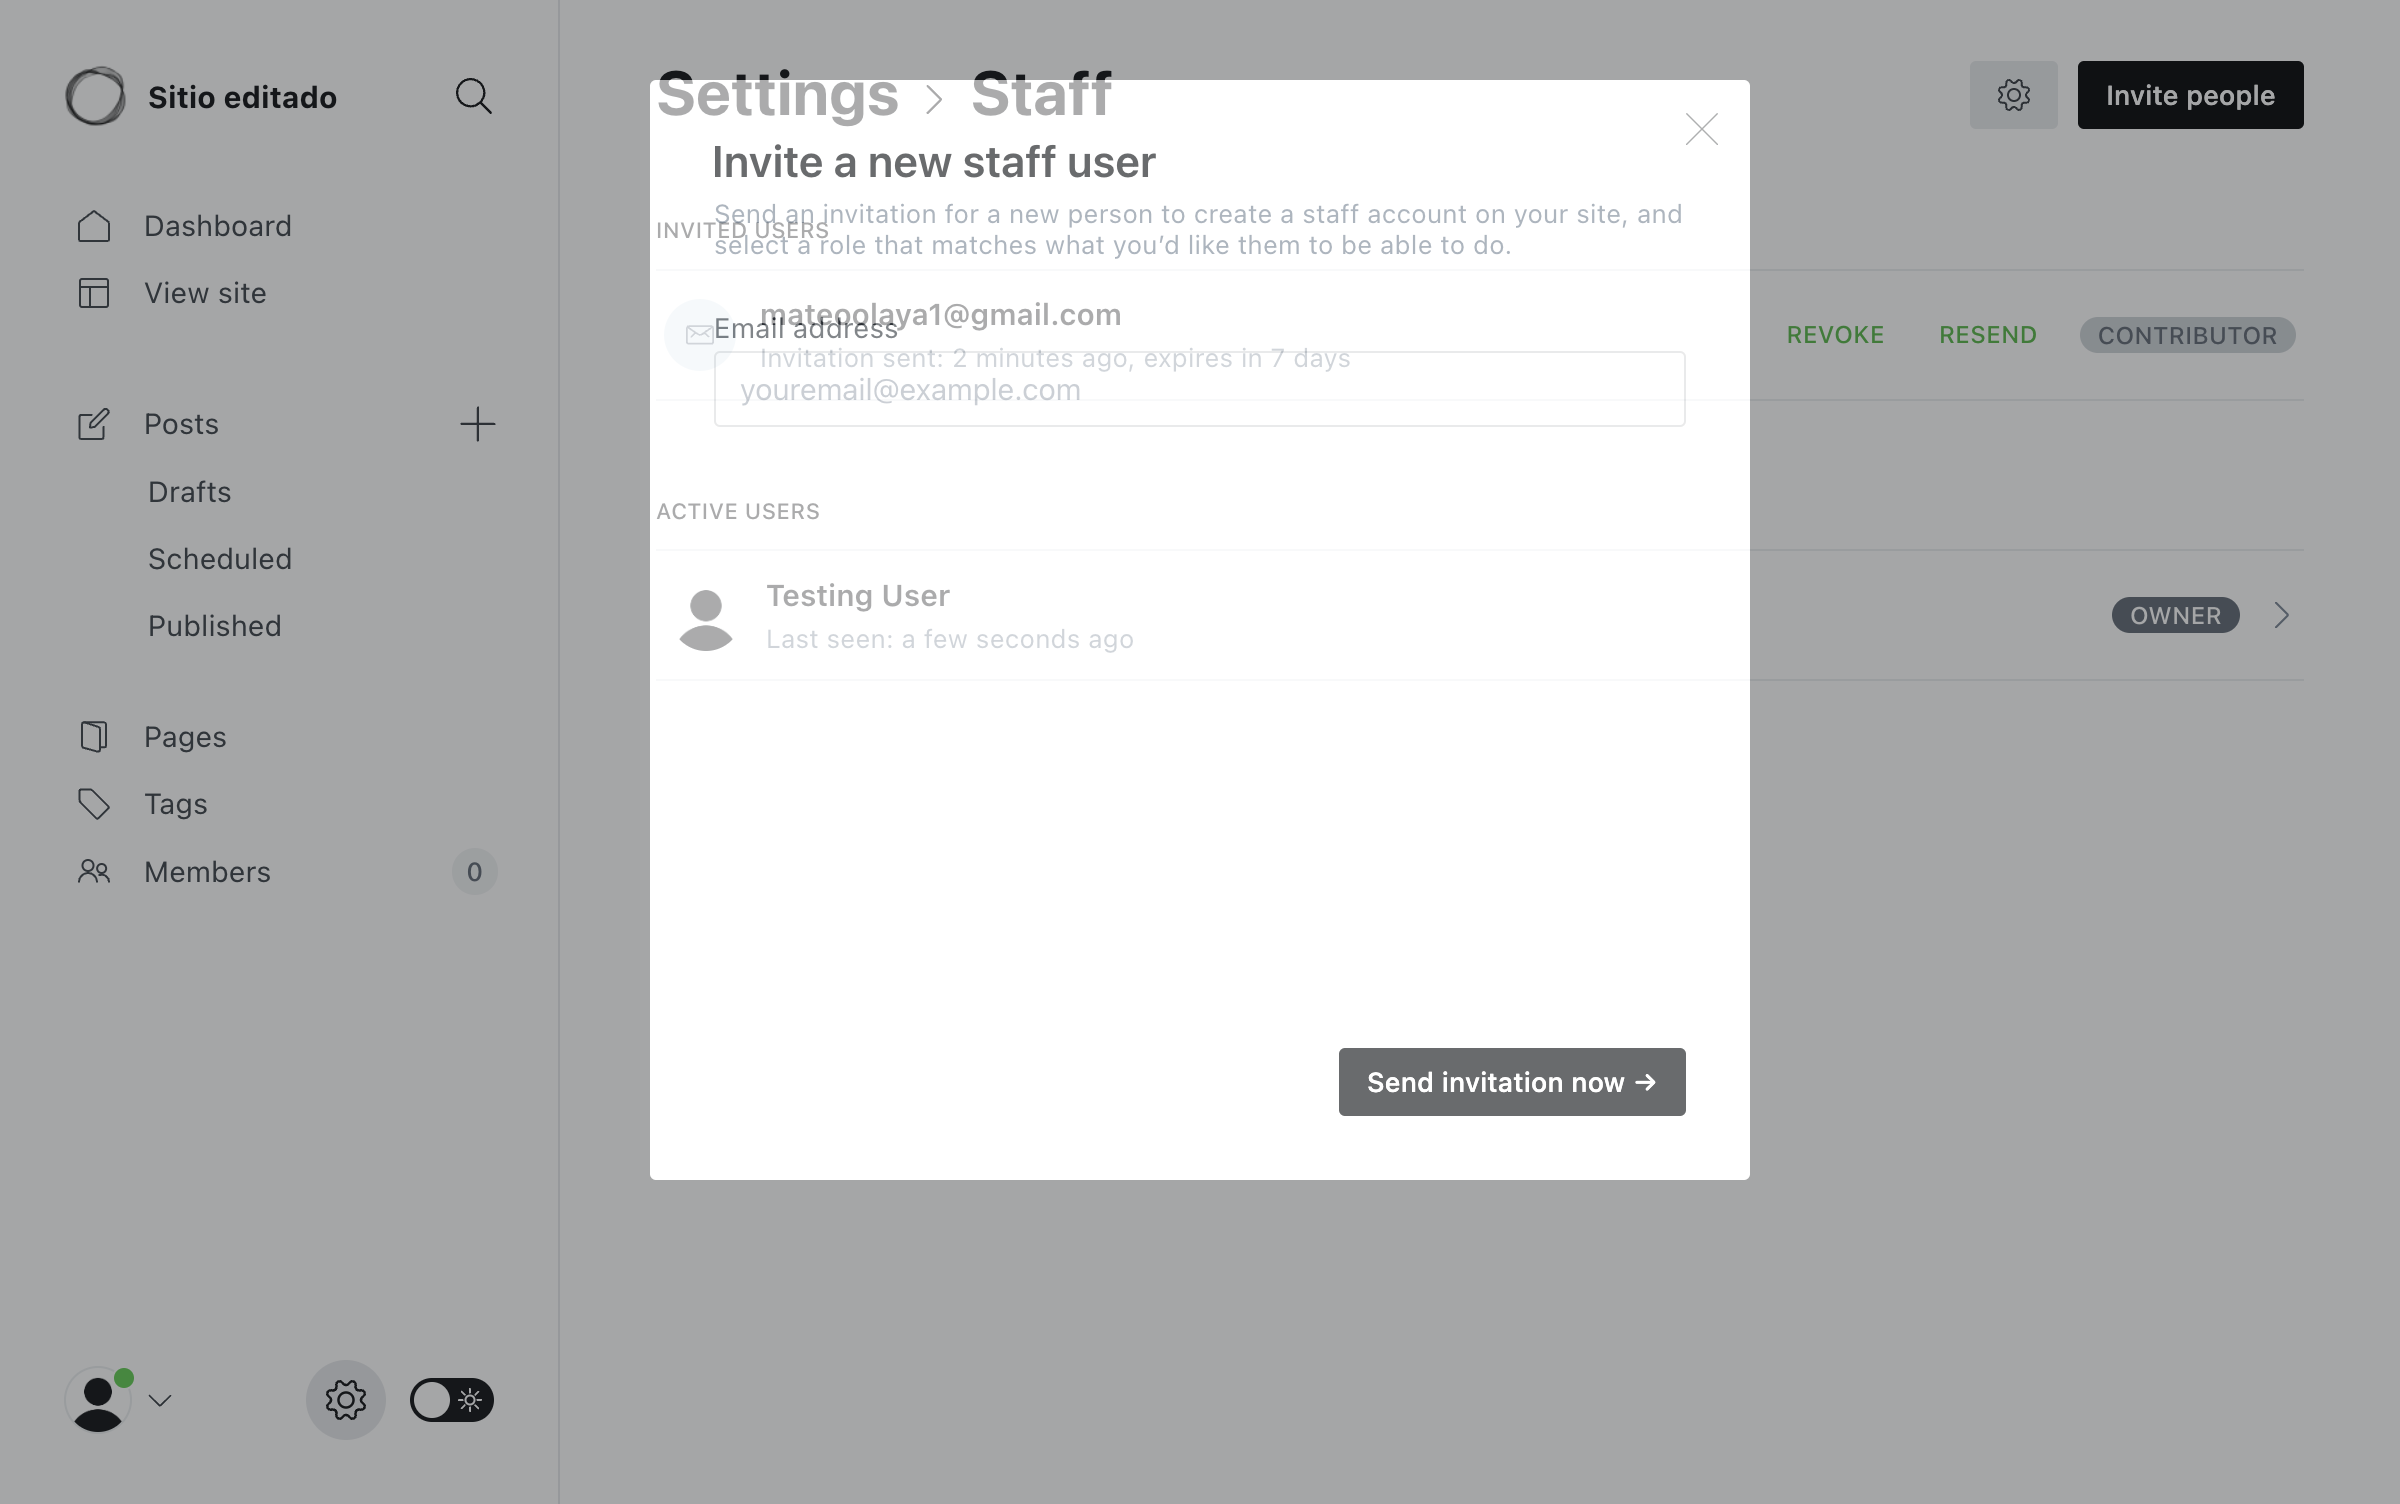 Sitio editado
Dashboard
View site
Posts
Drafts
Scheduled
Published
Pages
Tags
Members
0
Settings > Staff
Invite people
Invite a new staff user
Send an invitation for a new person to create a staff account on your site, and
select a role that matches what you’d like them to be able to do.
INVITED USERS
mateoolaya1@gmail.com
Invitation sent: 2 minutes ago, expires in 7 days
REVOKE
RESEND
CONTRIBUTOR
Email address
youremail@example.com
ACTIVE USERS
Testing User
Last seen: a few seconds ago
OWNER
Send invitation now →